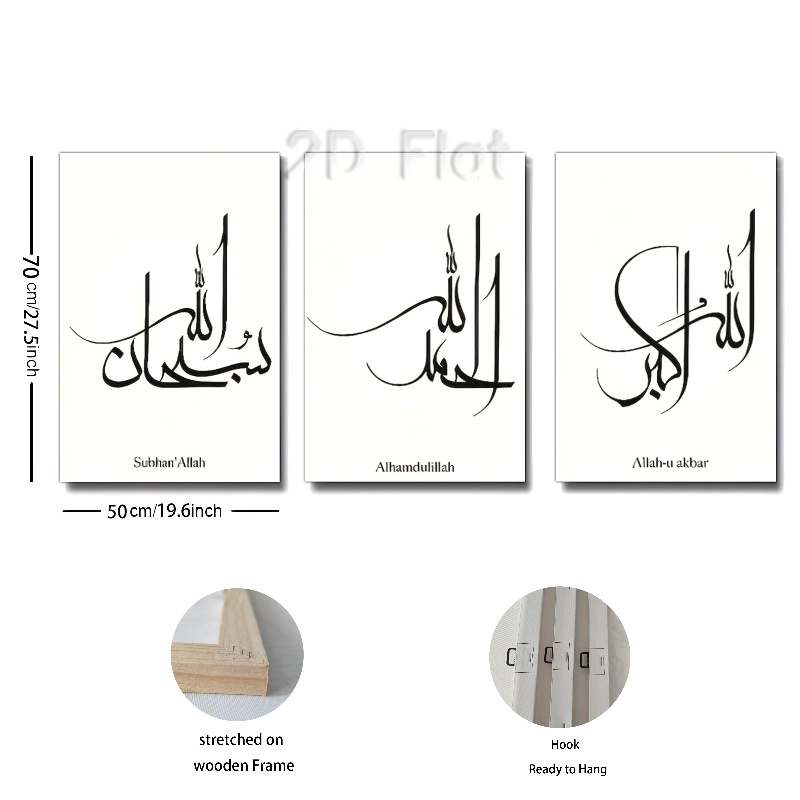 2D Flat
سبحان الله
الحمد لله
الله أكبر
Subhan'Allah
Alhamdulillah
Allah-u akbar
70 cm/27.5inch
50 cm/19.6inch
stretched on
wooden Frame
Hook
Ready to Hang